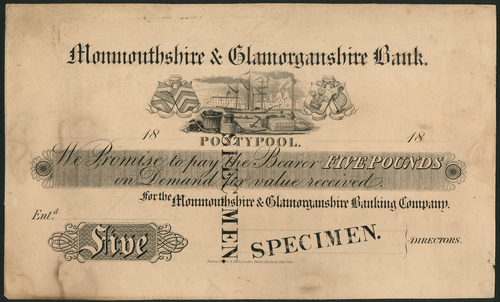 Monmouthshire & Glamorganshire Bank.
18 18
PONTYPOOL.
We Promise to pay the Bearer FIVE POUNDS
on Demand for value received.
For the Monmouthshire & Glamorganshire Banking Company.
Ent.d
Five
SPECIMEN.
SPECIMEN.
DIRECTORS.